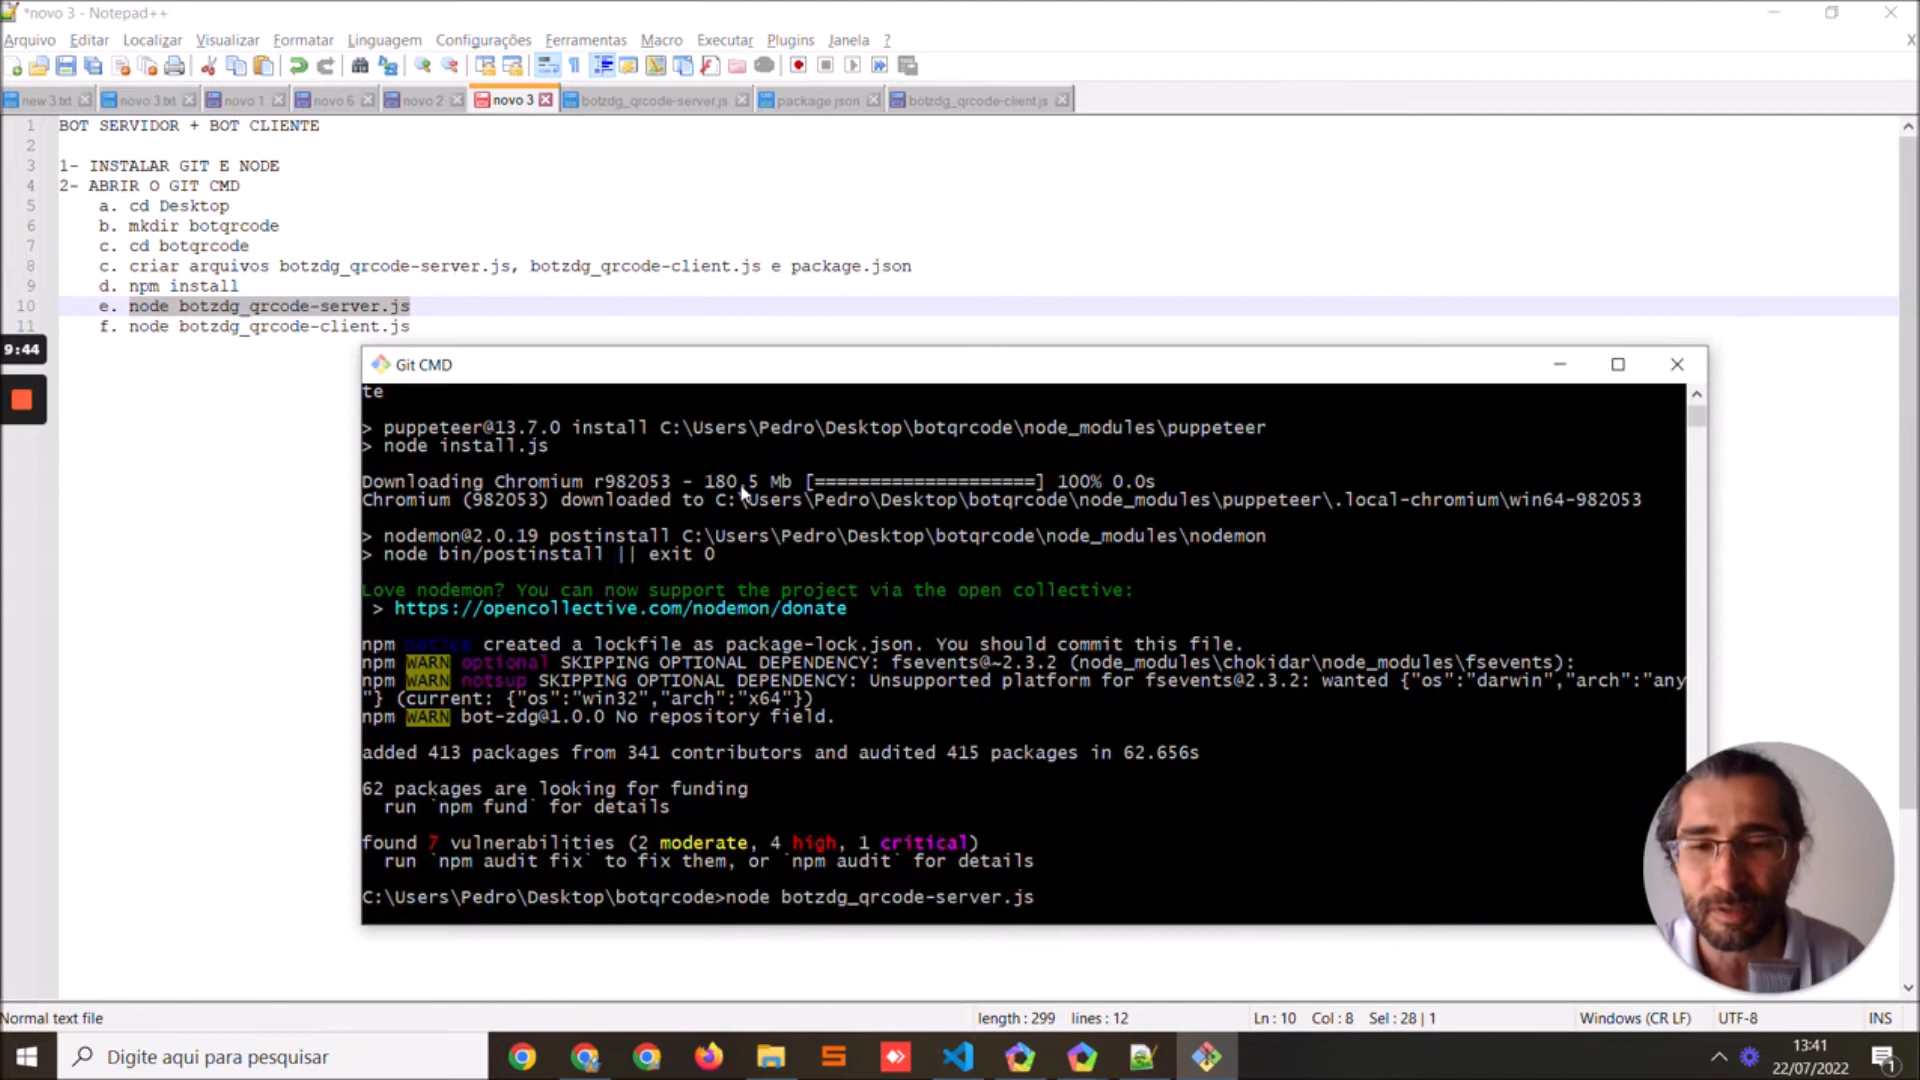 *novo 3 - Notepad++
Arquivo Editar Localizar Visualizar Formatar Linguagem Configurações Ferramentas Macro Executar Plugins Janela ?
X
new 3.txt novo 3.txt novo 1 novo 6 novo 2 novo 3 botzdg_qrcode-server.js package.json botzdg_qrcode-client.js
1 BOT SERVIDOR + BOT CLIENTE
2
3 1- INSTALAR GIT E NODE
4 2- ABRIR O GIT CMD
5 a. cd Desktop
6 b. mkdir botqrcode
7 c. cd botqrcode
8 c. criar arquivos botzdg_qrcode-server.js, botzdg_qrcode-client.js e package.json
9 d. npm install
10 e. node botzdg_qrcode-server.js
11 f. node botzdg_qrcode-client.js
9:44
Git CMD
te
> puppeteer@13.7.0 install C:\Users\Pedro\Desktop\botqrcode\node_modules\puppeteer
> node install.js
Downloading Chromium r982053 - 180.5 Mb [====================] 100% 0.0s
Chromium (982053) downloaded to C:\Users\Pedro\Desktop\botqrcode\node_modules\puppeteer\.local-chromium\win64-982053
> nodemon@2.0.19 postinstall C:\Users\Pedro\Desktop\botqrcode\node_modules\nodemon
> node bin/postinstall || exit 0
Love nodemon? You can now support the project via the open collective:
> https://opencollective.com/nodemon/donate
npm notice created a lockfile as package-lock.json. You should commit this file.
npm WARN optional SKIPPING OPTIONAL DEPENDENCY: fsevents@~2.3.2 (node_modules\chokidar\node_modules\fsevents):
npm WARN notsup SKIPPING OPTIONAL DEPENDENCY: Unsupported platform for fsevents@2.3.2: wanted {"os":"darwin","arch":"any
"} (current: {"os":"win32","arch":"x64"})
npm WARN bot-zdg@1.0.0 No repository field.
added 413 packages from 341 contributors and audited 415 packages in 62.656s
62 packages are looking for funding
run `npm fund` for details
found 7 vulnerabilities (2 moderate, 4 high, 1 critical)
run `npm audit fix` to fix them, or `npm audit` for details
C:\Users\Pedro\Desktop\botqrcode>node botzdg_qrcode-server.js
Normal text file length : 299 lines : 12 Ln : 10 Col : 8 Sel : 28 | 1 Windows (CR LF) UTF-8 INS
Digite aqui para pesquisar
13:41
22/07/2022
1